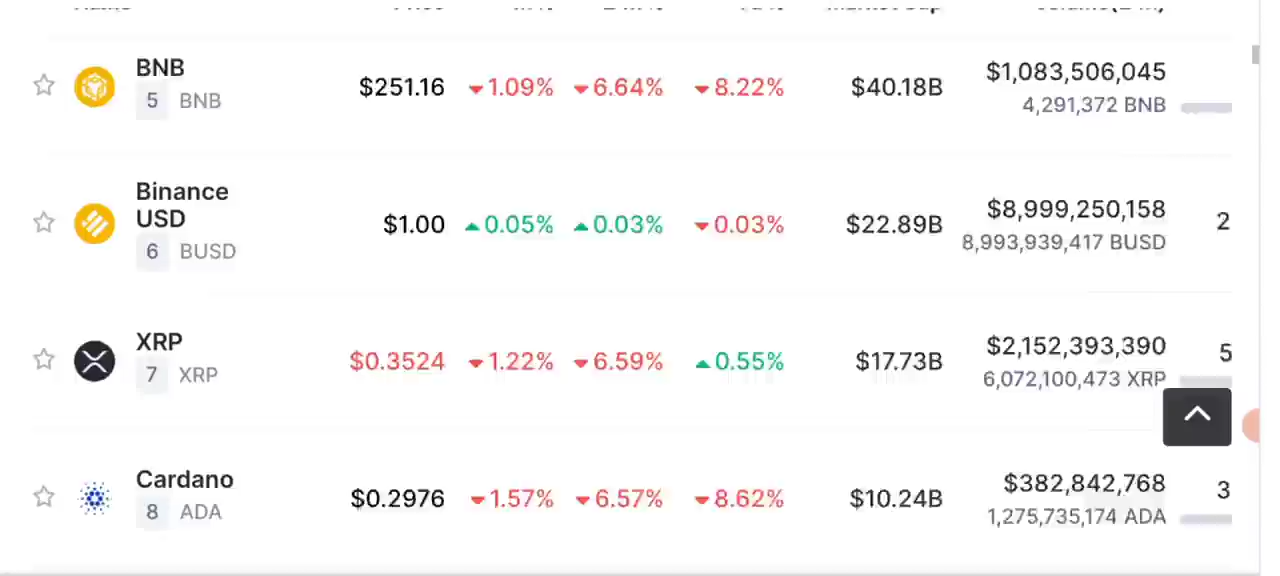 BNB
$251.16 1.09% 6.64% 8.22% $40.18B $1,083,506,045
5 BNB 4,291,372 BNB
Binance
USD
$1.00 0.05% 0.03% 0.03% $22.89B $8,999,250,158 2
6 BUSD 8,993,939,417 BUSD
XRP
$0.3524 1.22% 6.59% 0.55% $17.73B $2,152,393,390 5
7 XRP 6,072,100,473 XRP
Cardano
$0.2976 1.57% 6.57% 8.62% $10.24B $382,842,768 3
8 ADA 1,275,735,174 ADA